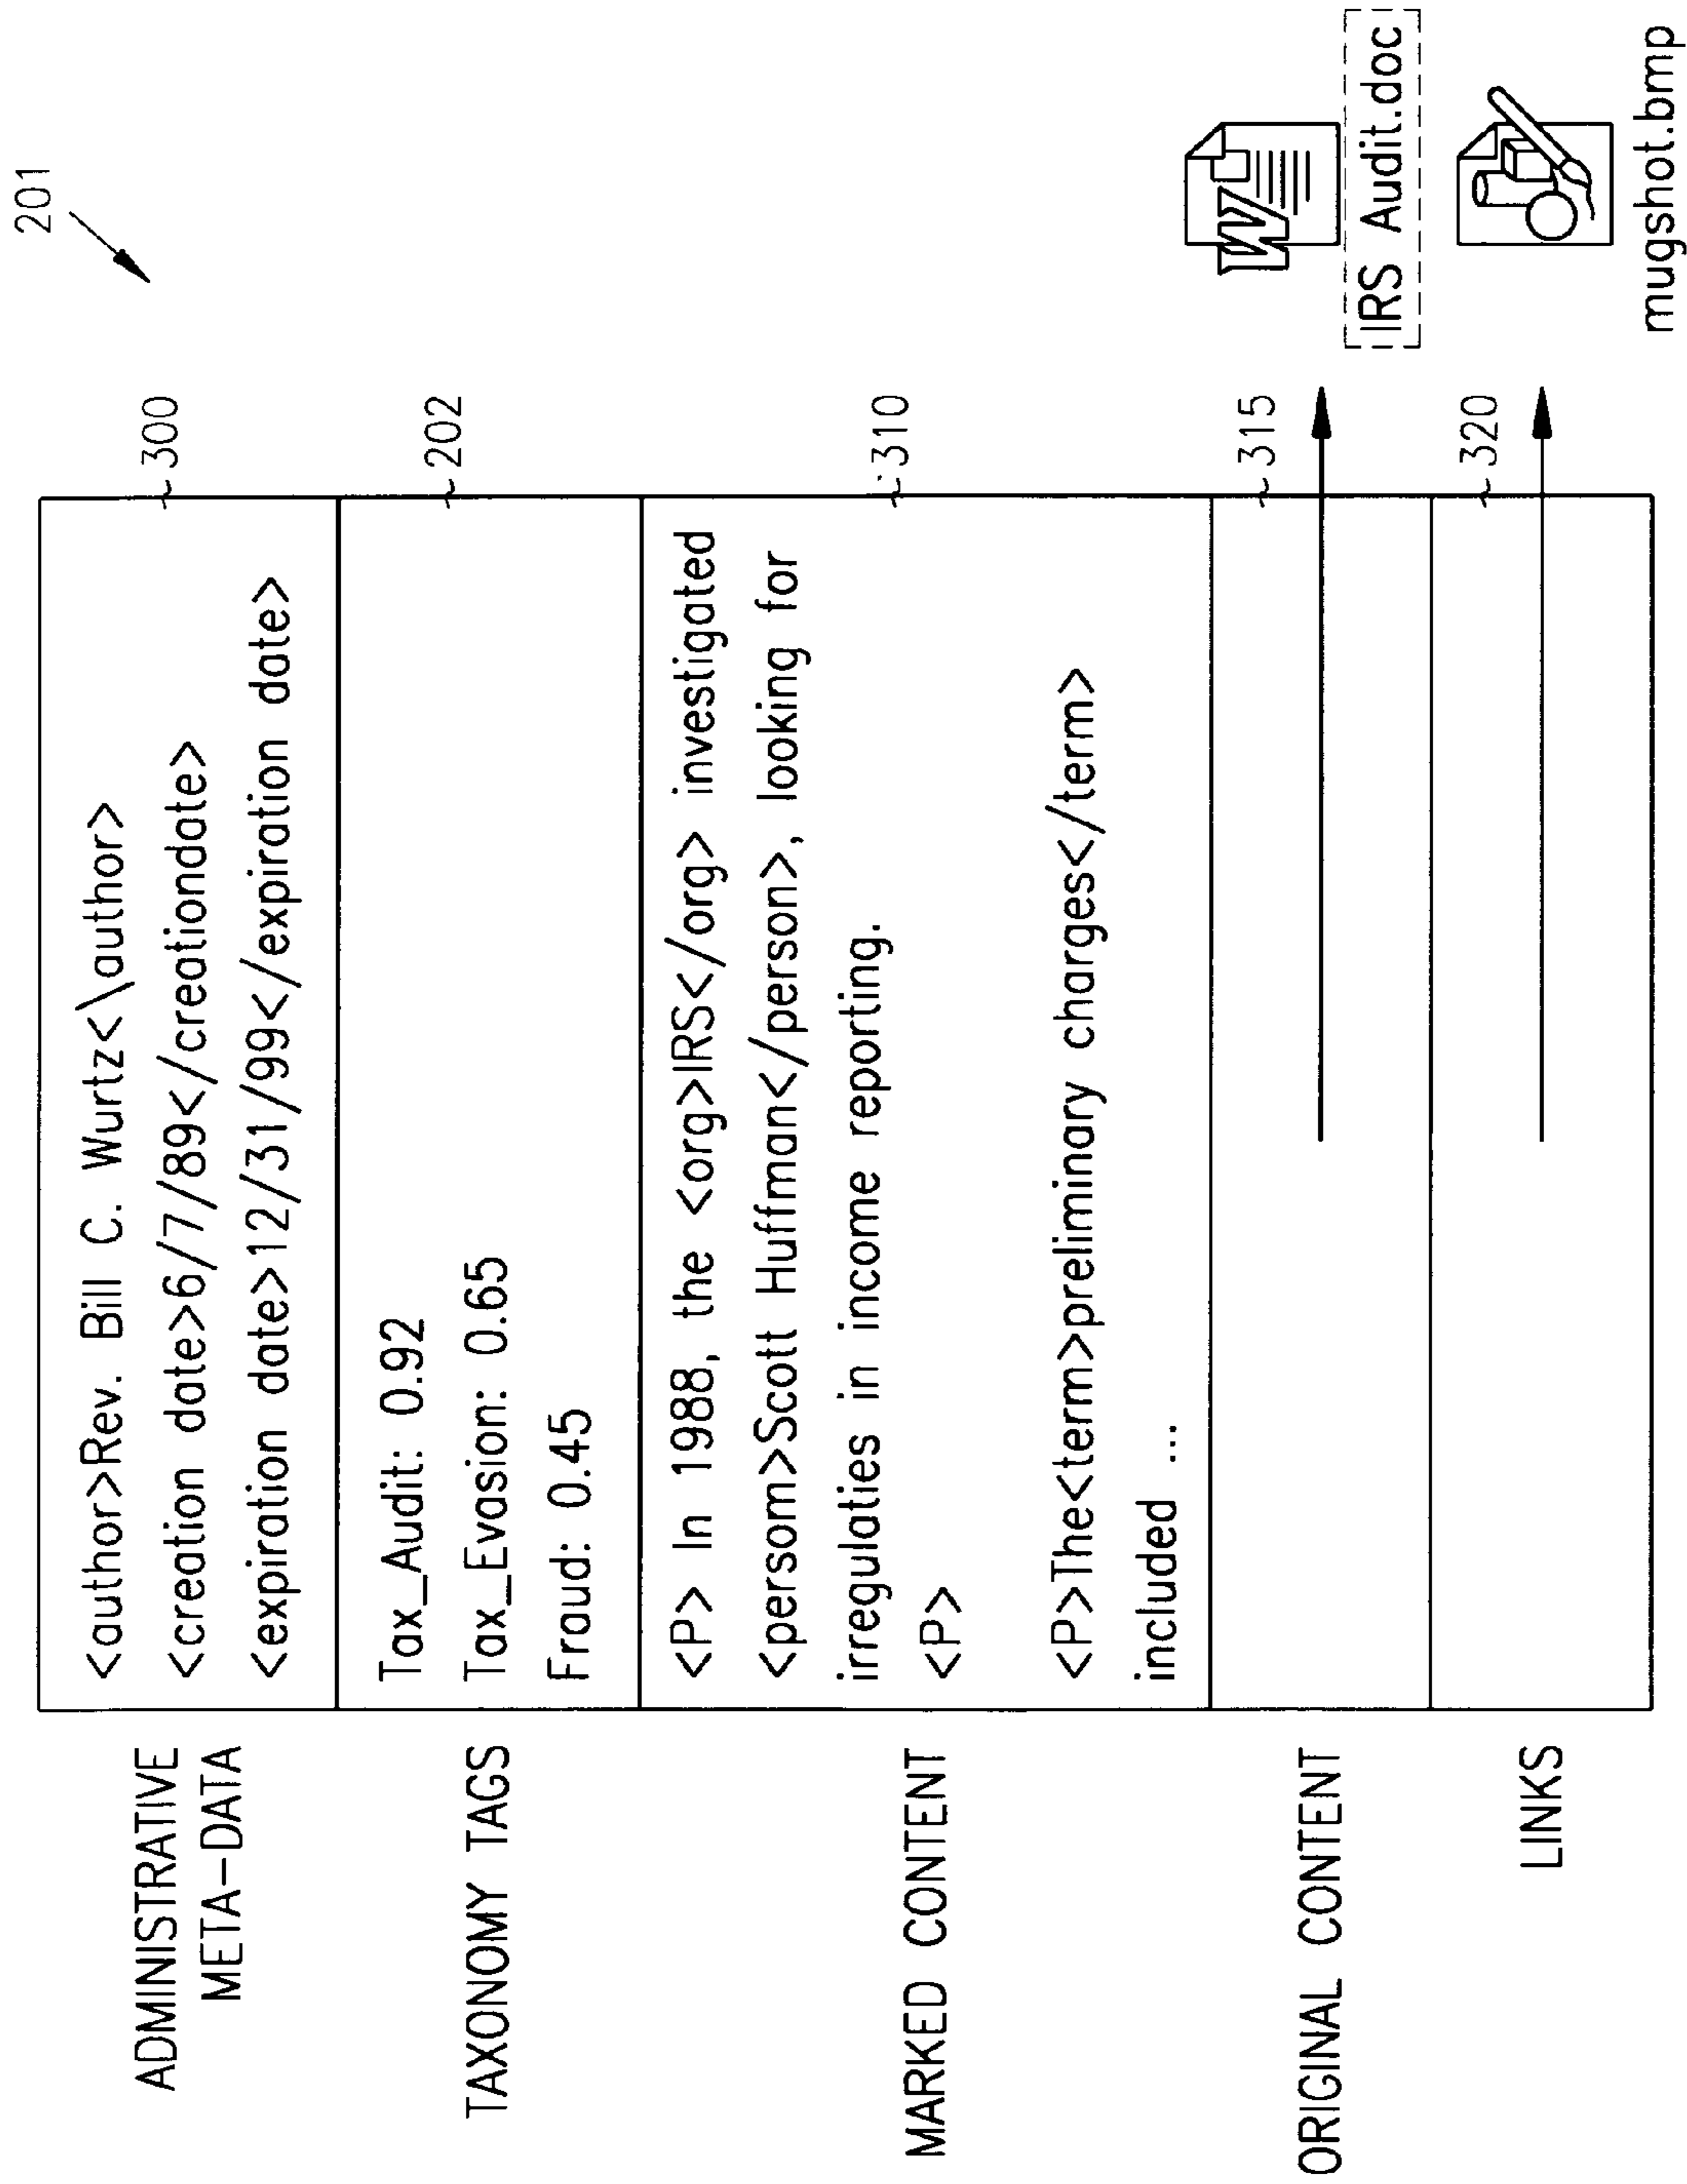 201
ADMINISTRATIVE
META-DATA
<author>Rev. Bill C. Wurtz<\author>
<creation date>6/7/89</creationdate>
<expiration date>12/31/99</expiration date>
300
TAXONOMY TAGS
Tax_Audit: 0.92
Tax_Evasion: 0.65
Fraud: 0.45
202
MARKED CONTENT
<P> In 1988, the <org>IRS</org> investigated
<persom>Scott Huffman</person>, looking for
irregulaties in income reporting.
<P>
<P>The<term>preliminary charges</term>
included ...
310
ORIGINAL CONTENT
315
W
IRS Audit.doc
LINKS
320
mugshot.bmp